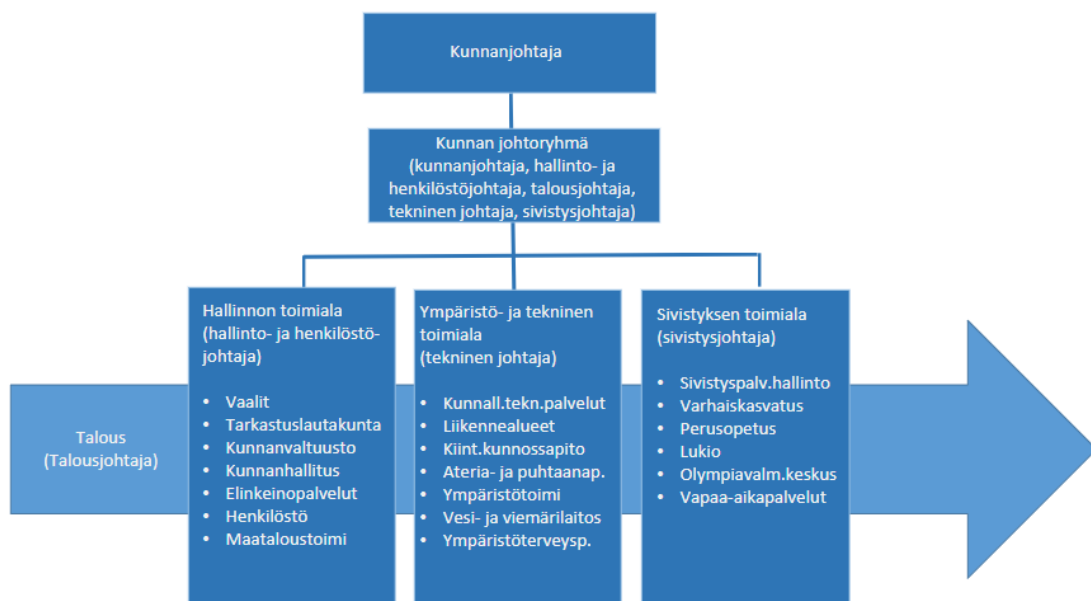 Kunnanjohtaja
Kunnan johtoryhmä
(kunnanjohtaja, hallinto- ja
henkilöstöjohtaja, talousjohtaja,
tekninen johtaja, sivistysjohtaja)
Talous
(Talousjohtaja)
Hallinnon toimiala
(hallinto- ja henkilöstö-
johtaja)
• Vaalit
• Tarkastuslautakunta
• Kunnanvaltuusto
• Kunnanhallitus
• Elinkeinopalvelut
• Henkilöstö
• Maataloustoimi
Ympäristö- ja tekninen
toimiala
(tekninen johtaja)
• Kunnall.tekn.palvelut
• Liikennealueet
• Kiint.kunnossapito
• Ateria- ja puhtaanap.
• Ympäristötoimi
• Vesi- ja viemärilaitos
• Ympäristöterveysp.
Sivistyksen toimiala
(sivistysjohtaja)
• Sivistyspalv.hallinto
• Varhaiskasvatus
• Perusopetus
• Lukio
• Olympiavalm.keskus
• Vapaa-aikapalvelut